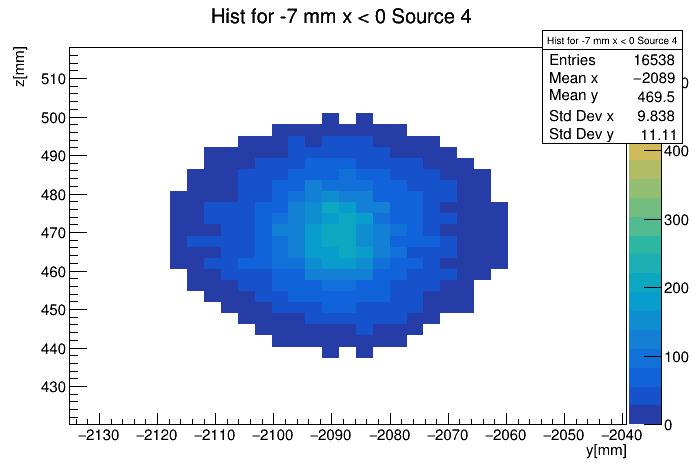 Hist for -7 mm x < 0 Source 4
z[mm]
Hist for -7 mm x < 0 Source 4
Entries 16538
Mean x −2089
Mean y 469.5
Std Dev x 9.838
Std Dev y 11.11
510
500
490
480
470
460
450
440
430
−2130 −2120 −2110 −2100 −2090 −2080 −2070 −2060 −2050 −2040
y[mm]
0
400
300
200
100
0